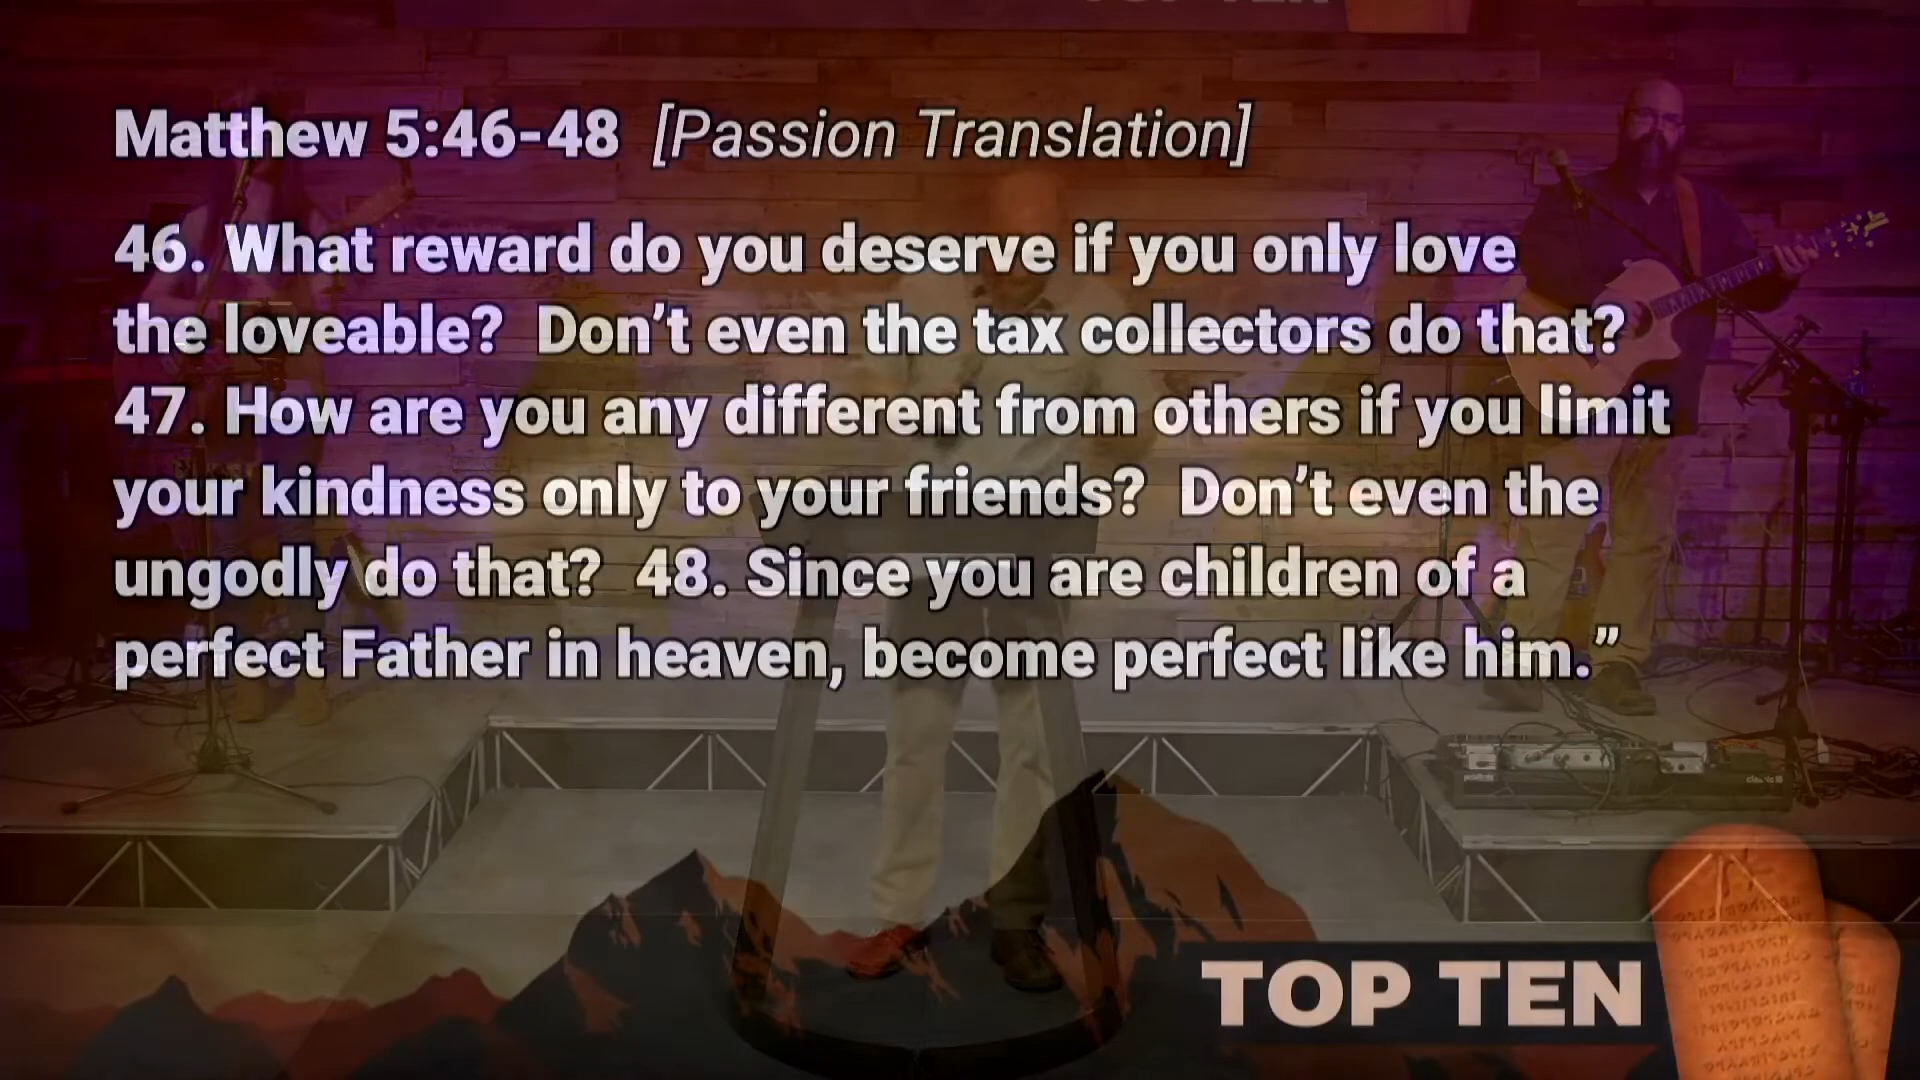 Matthew 5:46-48 [Passion Translation]
46. What reward do you deserve if you only love
the loveable? Don’t even the tax collectors do that?
47. How are you any different from others if you limit
your kindness only to your friends? Don’t even the
ungodly do that? 48. Since you are children of a
perfect Father in heaven, become perfect like him.”
TOP TEN